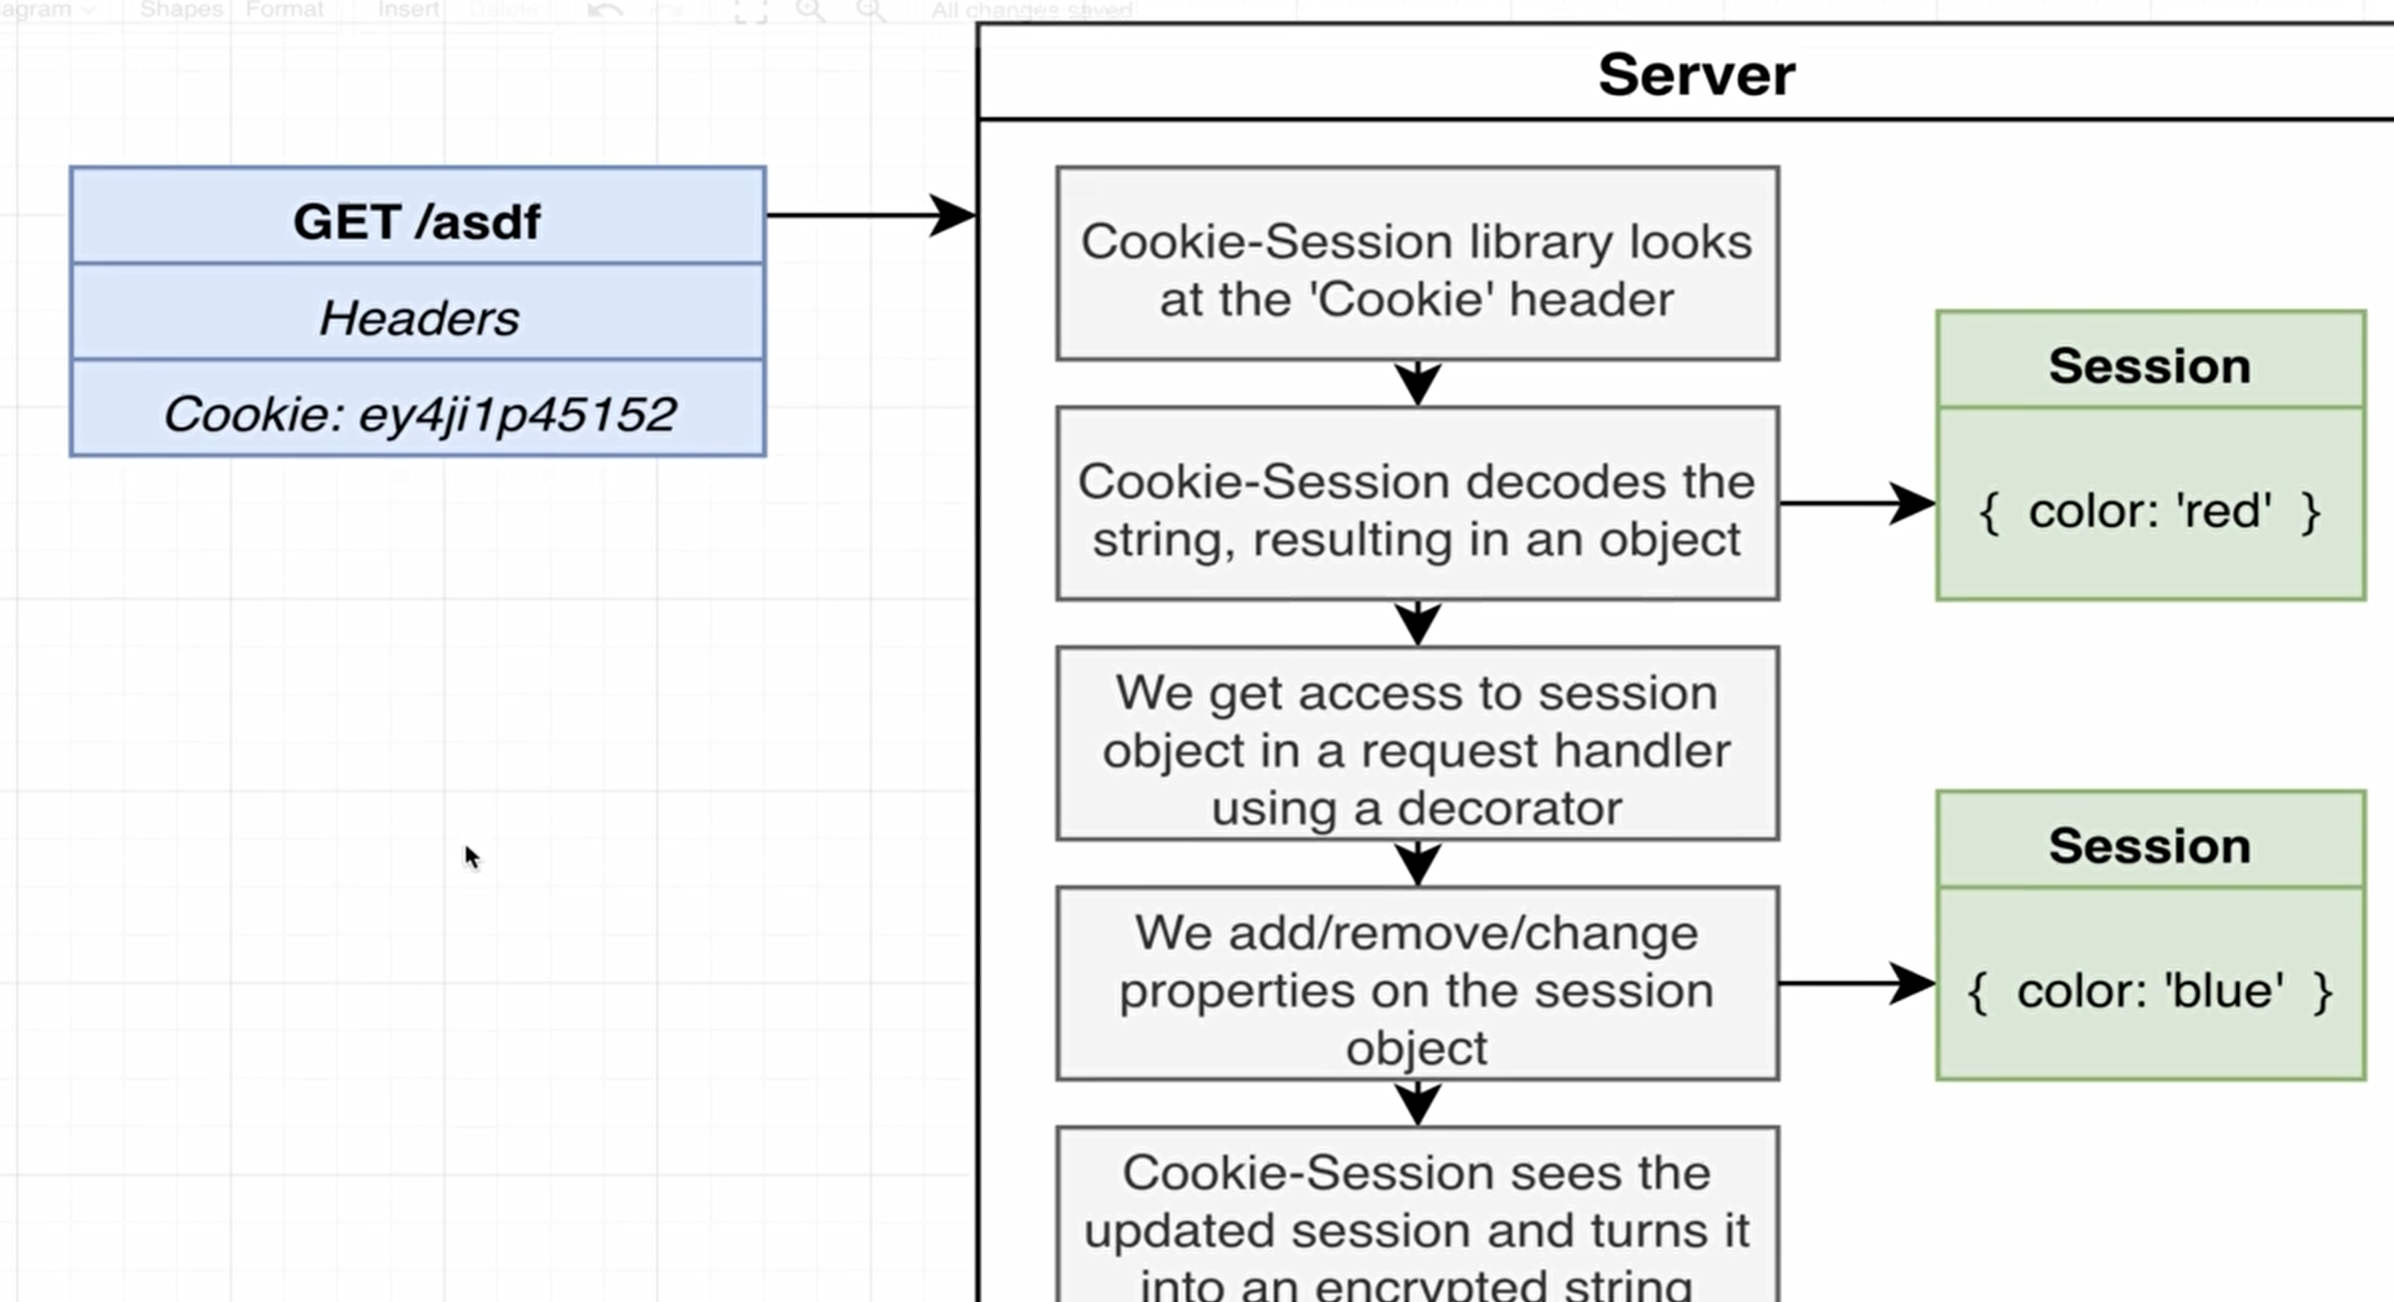 agram
Shapes
Format
Insert
Delete
All changes saved
Server
GET /asdf
Headers
Cookie: ey4ji1p45152
Cookie-Session library looks
at the 'Cookie' header
Cookie-Session decodes the
string, resulting in an object
Session
{ color: 'red' }
We get access to session
object in a request handler
using a decorator
We add/remove/change
properties on the session
object
Session
{ color: 'blue' }
Cookie-Session sees the
updated session and turns it
into an encrypted string